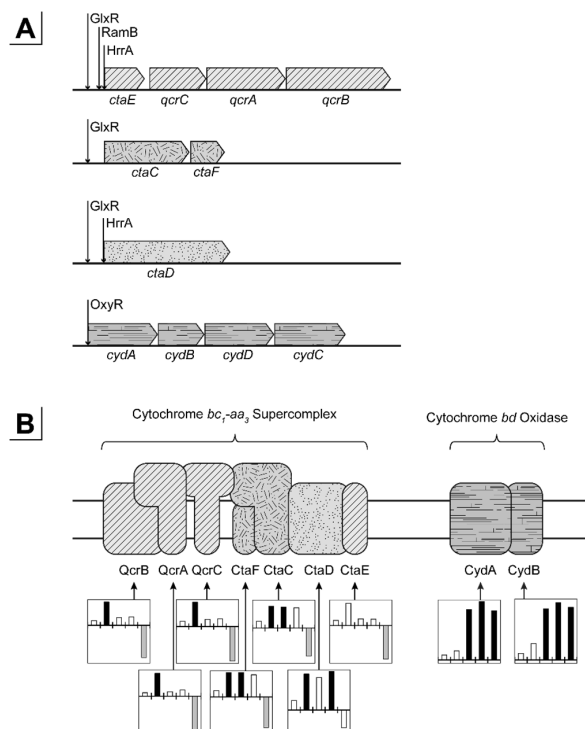 A
GlxR
RamB
HrrA
ctaE qcrC qcrA qcrB
GlxR
ctaC ctaF
GlxR
HrrA
ctaD
OxyR
cydA cydB cydD cydC
B
Cytochrome bc₁-aa₃ Supercomplex
Cytochrome bd Oxidase
QcrB QcrA QcrC CtaF CtaC CtaD CtaE CydA CydB